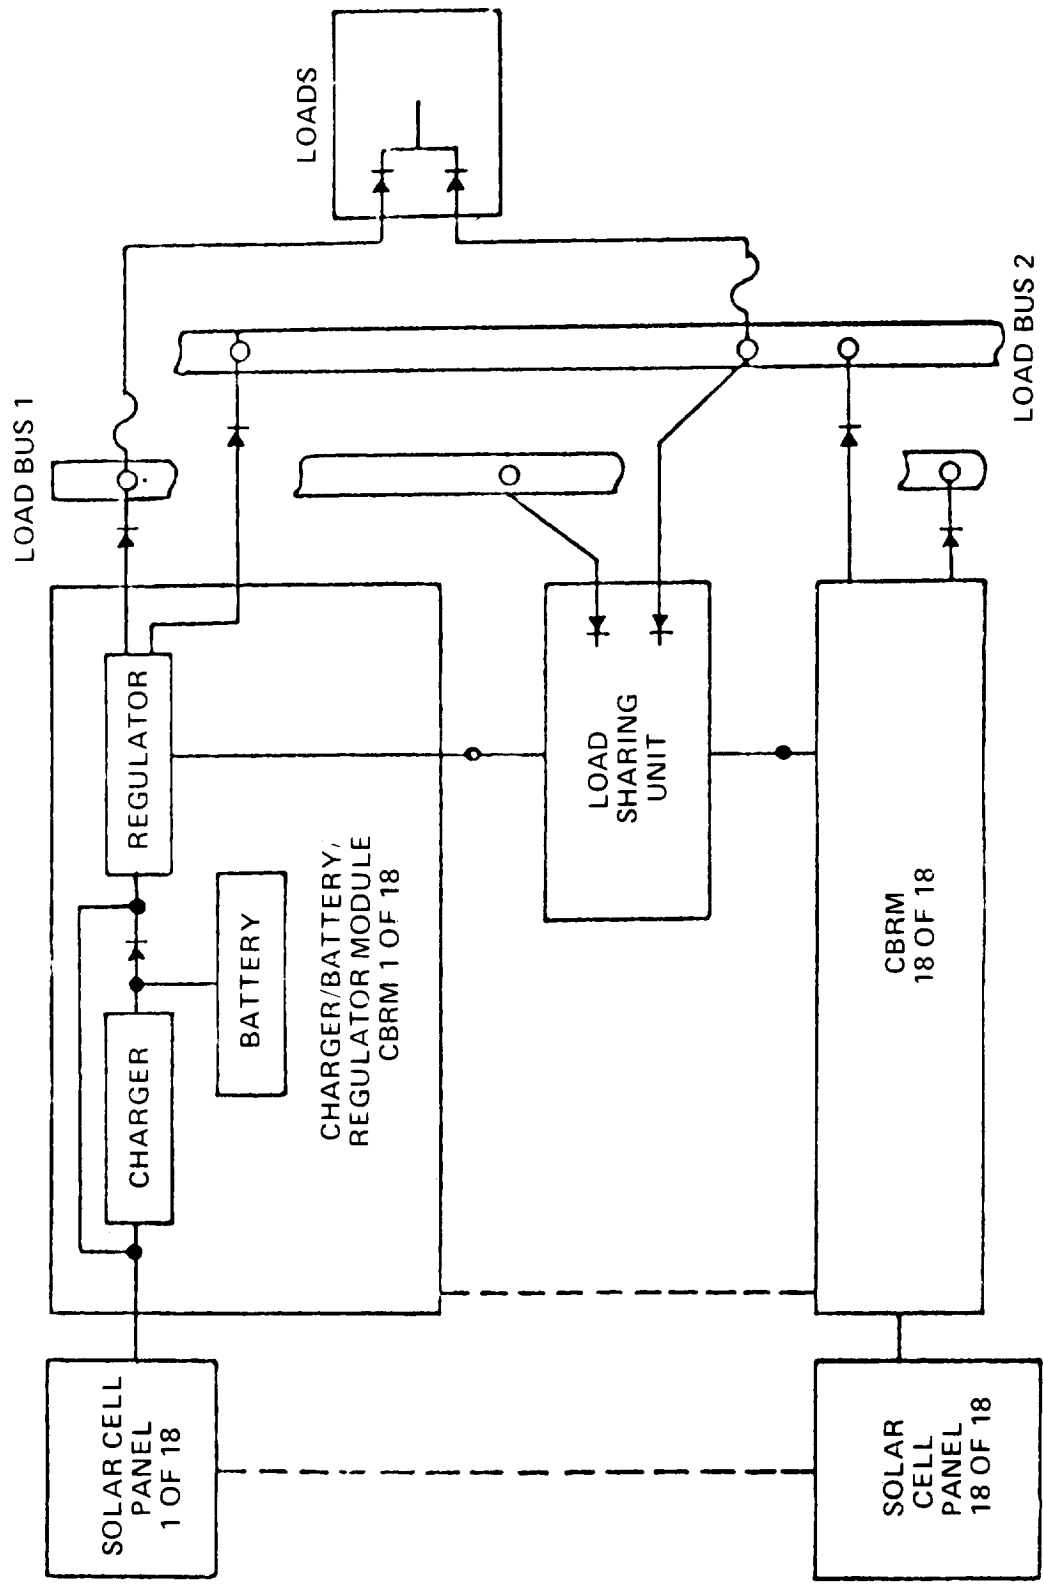 SOLAR CELL
PANEL
1 OF 18
CHARGER
BATTERY
REGULATOR
CHARGER/BATTERY/
REGULATOR MODULE
CBRM 1 OF 18
LOAD BUS 1
LOADS
LOAD
SHARING
UNIT
SOLAR
CELL
PANEL
18 OF 18
CBRM
18 OF 18
LOAD BUS 2